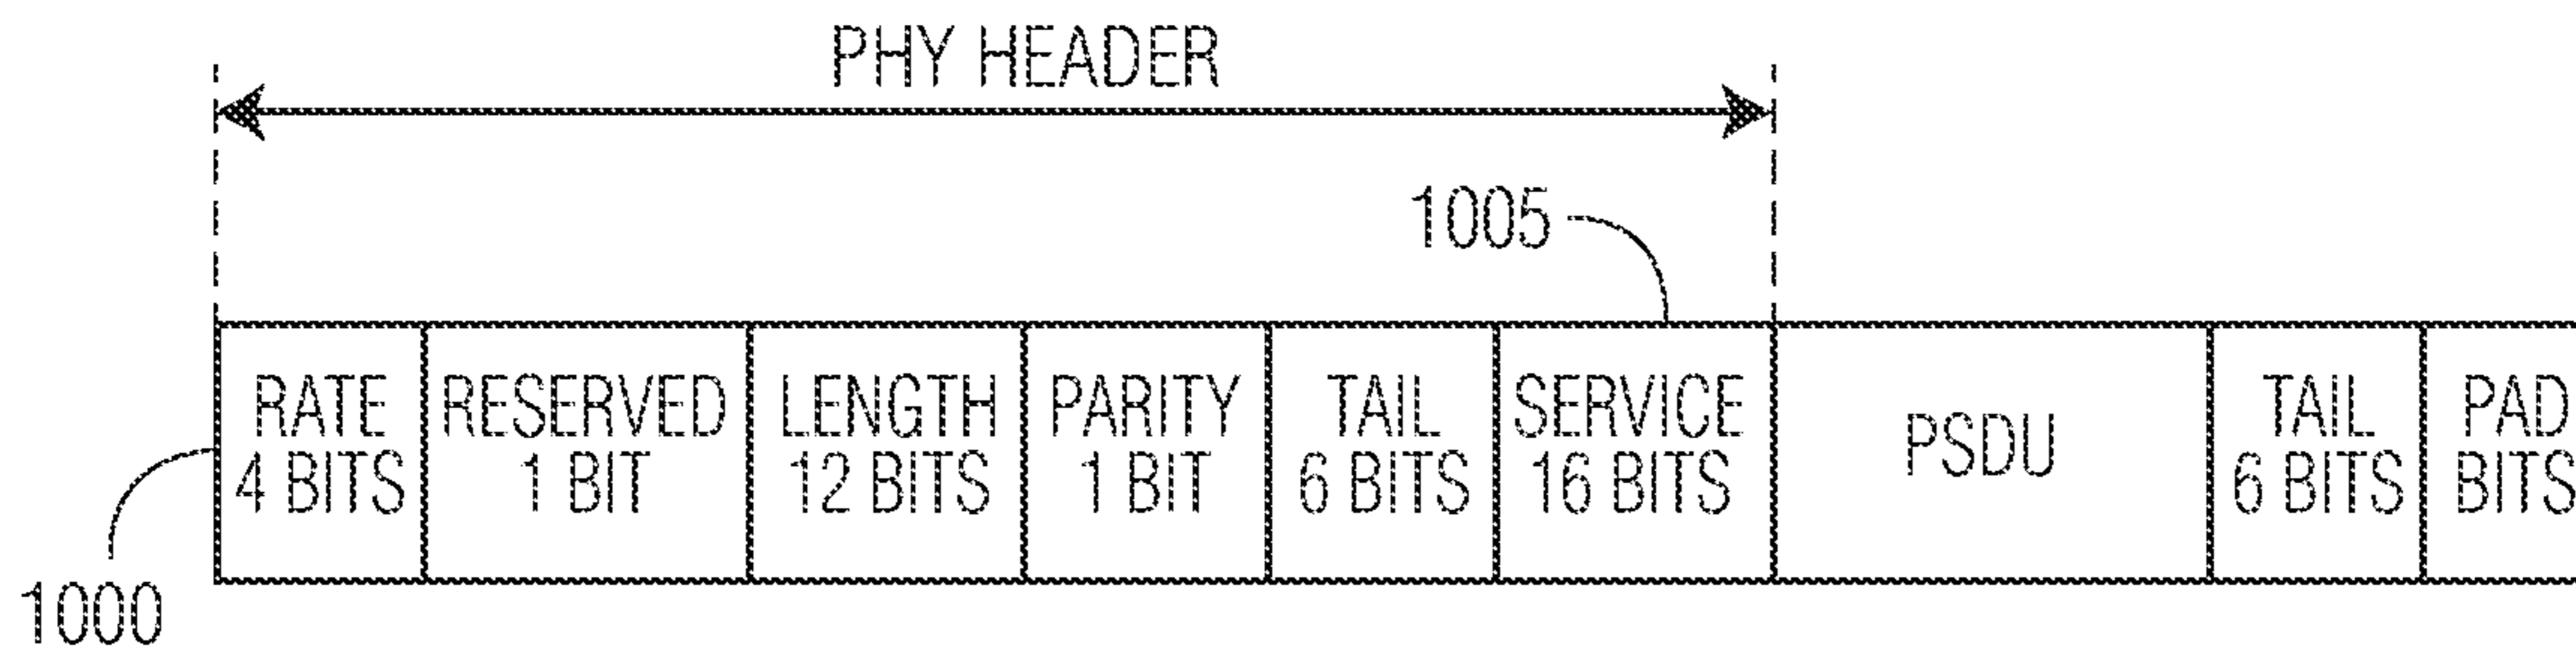 PHY HEADER
1005
RATE
4 BITS
RESERVED
1 BIT
LENGTH
12 BITS
PARITY
1 BIT
TAIL
6 BITS
SERVICE
16 BITS
PSDU
TAIL
6 BITS
PAD
BITS
1000